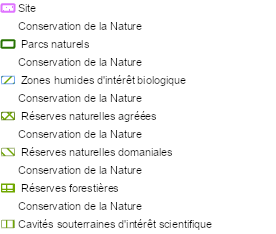 Site
Conservation de la Nature
Parcs naturels
Conservation de la Nature
Zones humides d'intérêt biologique
Conservation de la Nature
Réserves naturelles agréées
Conservation de la Nature
Réserves naturelles domaniales
Conservation de la Nature
Réserves forestières
Conservation de la Nature
Cavités souterraines d'intérêt scientifique